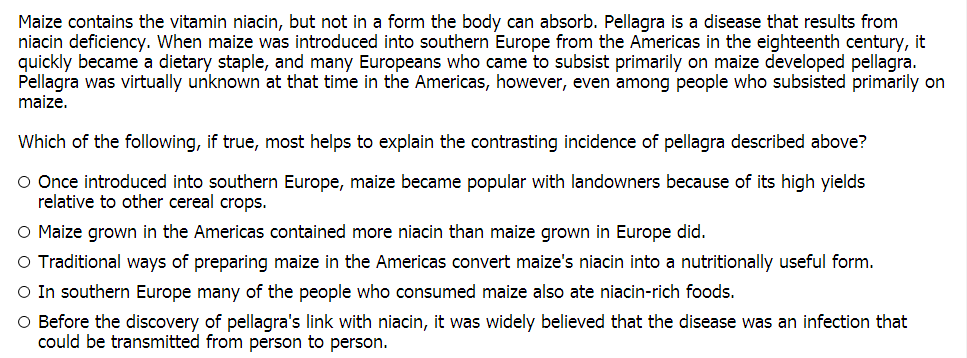 Maize contains the vitamin niacin, but not in a form the body can absorb. Pellagra is a disease that results from
niacin deficiency. When maize was introduced into southern Europe from the Americas in the eighteenth century, it
quickly became a dietary staple, and many Europeans who came to subsist primarily on maize developed pellagra.
Pellagra was virtually unknown at that time in the Americas, however, even among people who subsisted primarily on
maize.
Which of the following, if true, most helps to explain the contrasting incidence of pellagra described above?
Once introduced into southern Europe, maize became popular with landowners because of its high yields
relative to other cereal crops.
Maize grown in the Americas contained more niacin than maize grown in Europe did.
Traditional ways of preparing maize in the Americas convert maize's niacin into a nutritionally useful form.
In southern Europe many of the people who consumed maize also ate niacin-rich foods.
Before the discovery of pellagra's link with niacin, it was widely believed that the disease was an infection that
could be transmitted from person to person.